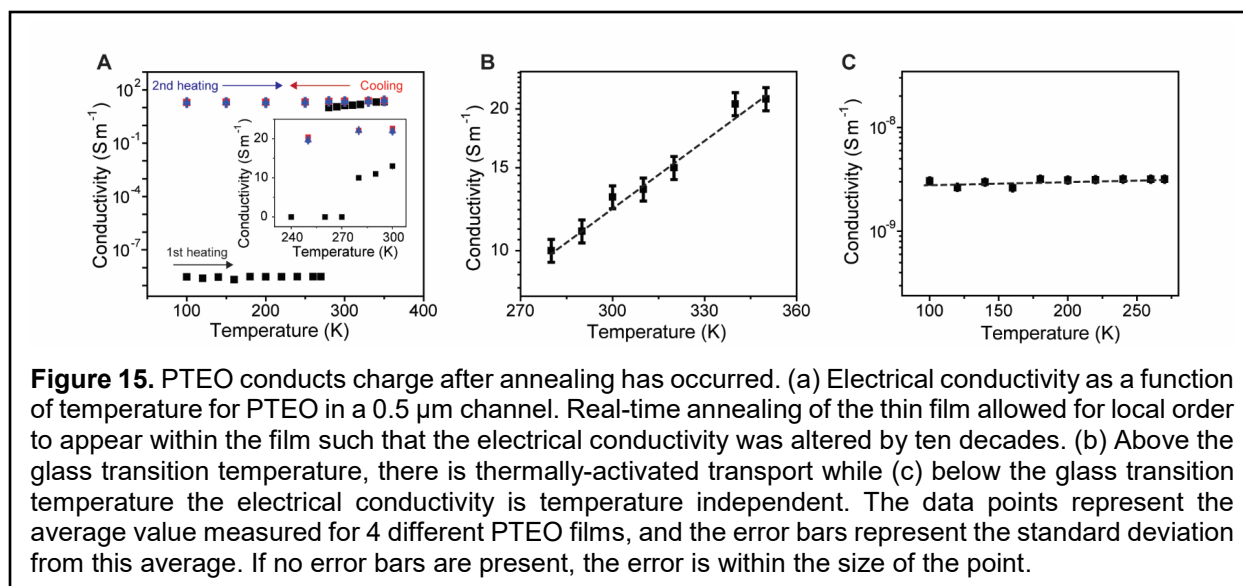 A
B
C
2nd heating
Cooling
1st heating
Conductivity (S m⁻¹)
10²
10⁻¹
10⁻⁴
10⁻⁷
100 200 300 400
Temperature (K)
Conductivity (S m⁻¹)
20
10
0
240 270 300
Temperature (K)
Conductivity (S m⁻¹)
20
15
10
270 300 330 360
Temperature (K)
Conductivity (S m⁻¹)
10⁻⁸
10⁻⁹
100 150 200 250
Temperature (K)
Figure 15. PTEO conducts charge after annealing has occurred. (a) Electrical conductivity as a function
of temperature for PTEO in a 0.5 μm channel. Real-time annealing of the thin film allowed for local order
to appear within the film such that the electrical conductivity was altered by ten decades. (b) Above the
glass transition temperature, there is thermally-activated transport while (c) below the glass transition
temperature the electrical conductivity is temperature independent. The data points represent the
average value measured for 4 different PTEO films, and the error bars represent the standard deviation
from this average. If no error bars are present, the error is within the size of the point.